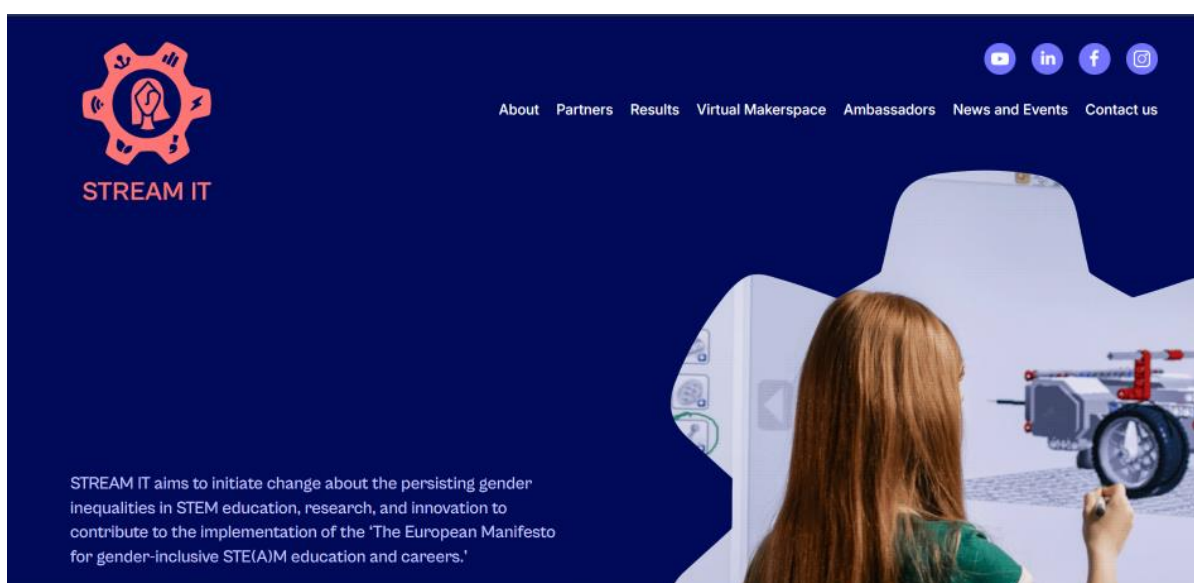 STREAM IT
About Partners Results Virtual Makerspace Ambassadors News and Events Contact us
STREAM IT aims to initiate change about the persisting gender
inequalities in STEM education, research, and innovation to
contribute to the implementation of the ‘The European Manifesto
for gender-inclusive STE(A)M education and careers.’